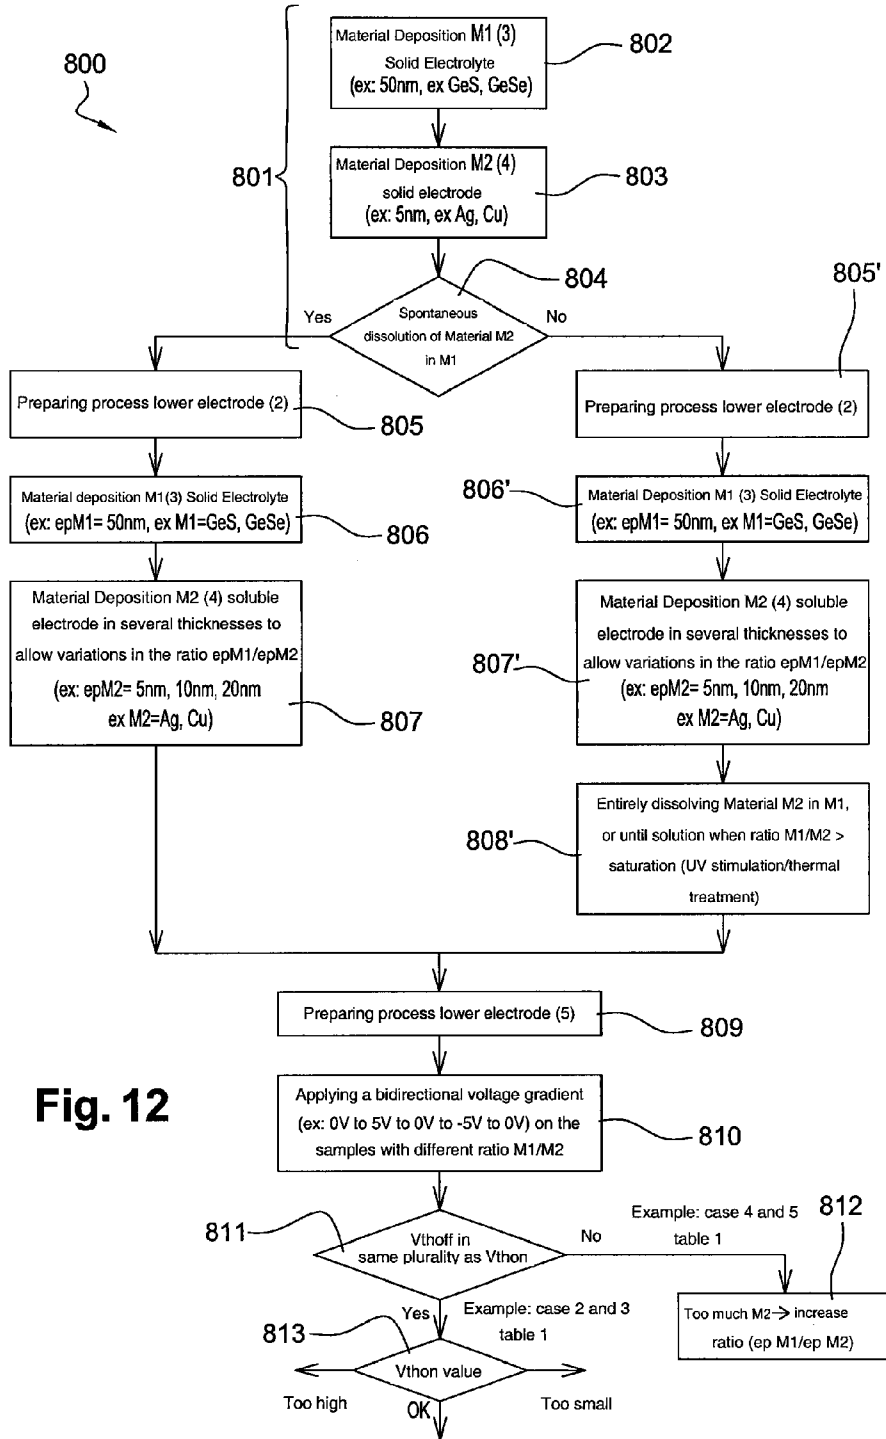 Material Deposition M1 (3)
Solid Electrolyte
(ex: 50nm, ex GeS, GeSe)
802
800
801
Material Deposition M2 (4)
solid electrode
(ex: 5nm, ex Ag, Cu)
803
804
Spontaneous
dissolution of Material M2
in M1
Yes
No
805'
Preparing process lower electrode (2)
805
Preparing process lower electrode (2)
Material deposition M1(3) Solid Electrolyte
(ex: epM1= 50nm, ex M1=GeS, GeSe)
806
806'
Material Deposition M1 (3) Solid Electrolyte
(ex: epM1= 50nm, ex M1=GeS, GeSe)
Material Deposition M2 (4) soluble
electrode in several thicknesses to
allow variations in the ratio epM1/epM2
(ex: epM2= 5nm, 10nm, 20nm
ex M2=Ag, Cu)
807
807'
Material Deposition M2 (4) soluble
electrode in several thicknesses to
allow variations in the ratio epM1/epM2
(ex: epM2= 5nm, 10nm, 20nm
ex M2=Ag, Cu)
808'
Entirely dissolving Material M2 in M1,
or until solution when ratio M1/M2 >
saturation (UV stimulation/thermal
treatment)
Preparing process lower electrode (5)
809
Fig. 12
Applying a bidirectional voltage gradient
(ex: 0V to 5V to 0V to -5V to 0V) on the
samples with different ratio M1/M2
810
811
Vthoff in
same plurality as Vthon
No
Example: case 4 and 5
table 1
812
Too much M2→ increase
ratio (ep M1/ep M2)
Yes
Example: case 2 and 3
table 1
813
Vthon value
Too high
OK
Too small